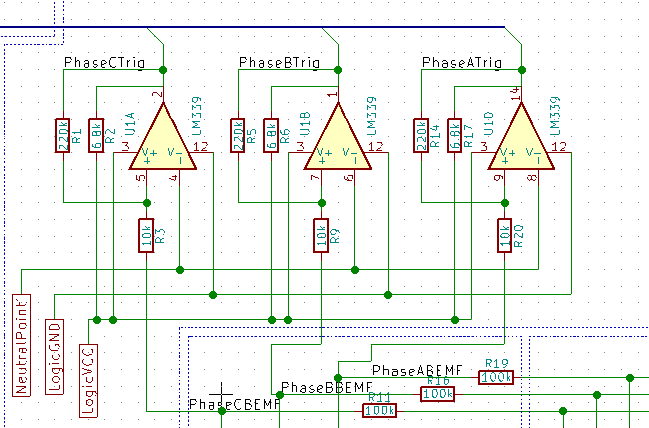 PhaseCTrig
PhaseBTrig
PhaseATrig
220k
R1
6.8k
R2
U1A
LM339
2
3
12
V+
V-
+
-
5
4
10k
R3
220k
R5
6.8k
R6
U1B
LM339
1
3
12
V+
V-
+
-
7
6
10k
R9
220k
R14
6.8k
R17
U1D
LM339
14
3
12
V+
V-
+
-
9
8
10k
R20
NeutralPoint
LogicGND
LogicVCC
PhaseABEMF
R19
100k
PhaseBBEMF
R16
100k
PhaseCBEMF
R11
100k